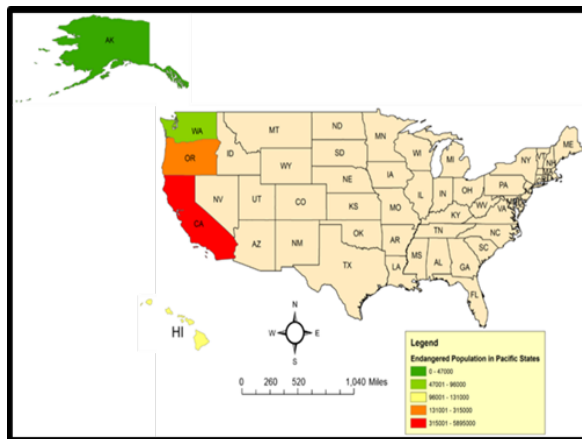 AK
WA
MT
ND
MN
ME
OR
ID
SD
WI
MI
NY
VT
NH
WY
NE
IA
PA
NV
UT
CO
KS
MO
IL
IN
OH
WV
VA
KY
CA
AZ
NM
OK
AR
TN
NC
SC
TX
LA
MS
AL
GA
FL
HI
N
W
E
S
0 260 520 1,040 Miles
Legend
Endangered Population in Pacific States
0 - 47000
47001 - 98000
98001 - 131000
131001 - 315000
315001 - 5895000